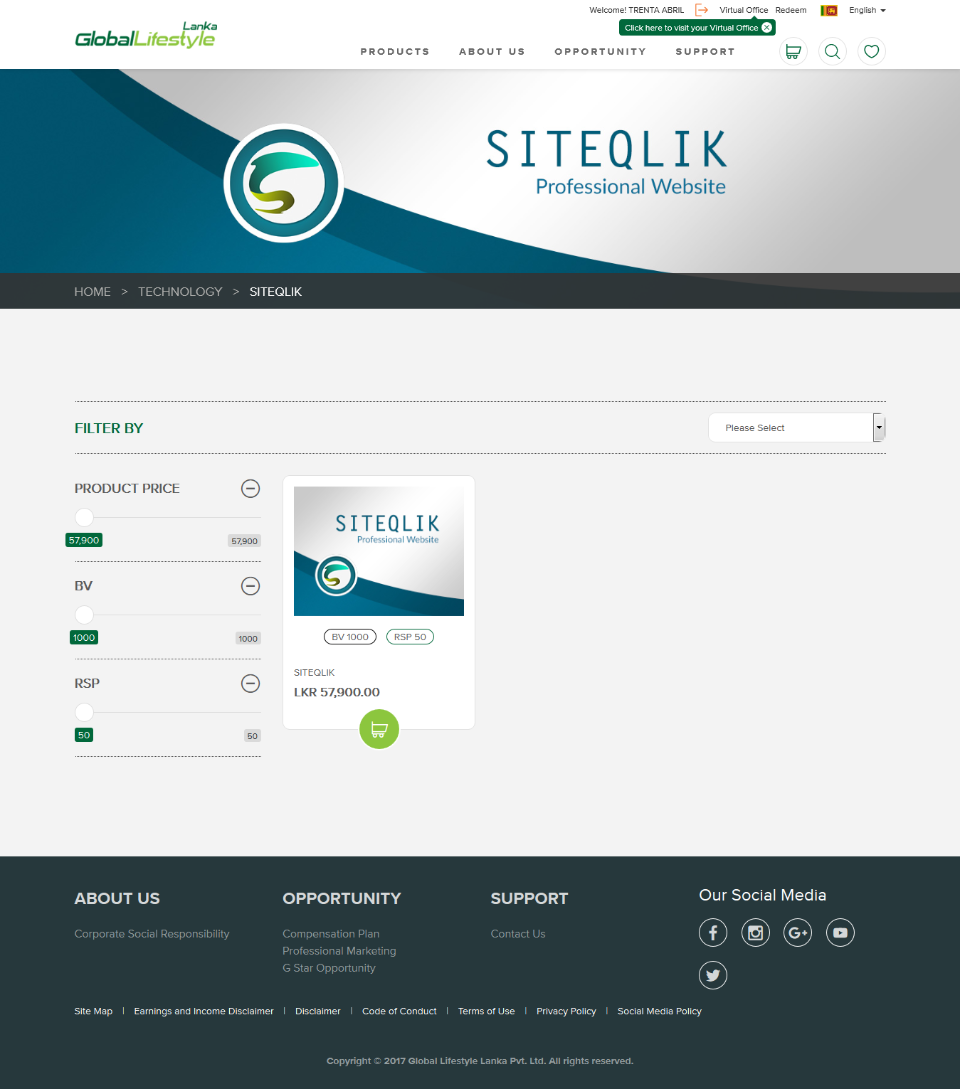 Welcome! TRENTA ABRIL Virtual Office Redeem English
Click here to visit your Virtual Office
Lanka
GlobalLifestyle
PRODUCTS ABOUT US OPPORTUNITY SUPPORT
SITEQLIK
Professional Website
HOME > TECHNOLOGY > SITEQLIK
FILTER BY
Please Select
PRODUCT PRICE
57,900 57,900
BV
1000 1000
RSP
50 50
SITEQLIK
Professional Website
BV 1000 RSP 50
SITEQLIK
LKR 57,900.00
ABOUT US
Corporate Social Responsibility
OPPORTUNITY
Compensation Plan
Professional Marketing
G Star Opportunity
SUPPORT
Contact Us
Our Social Media
G+
Site Map | Earnings and Income Disclaimer | Disclaimer | Code of Conduct | Terms of Use | Privacy Policy | Social Media Policy
Copyright © 2017 Global Lifestyle Lanka Pvt. Ltd. All rights reserved.